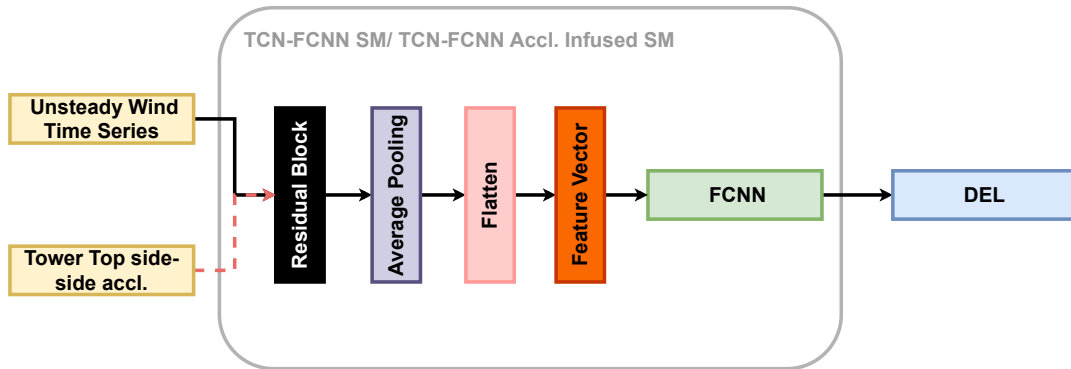 TCN-FCNN SM/ TCN-FCNN Accl. Infused SM
Unsteady Wind
Time Series
Tower Top side-
side accl.
Residual Block
Average Pooling
Flatten
Feature Vector
FCNN
DEL